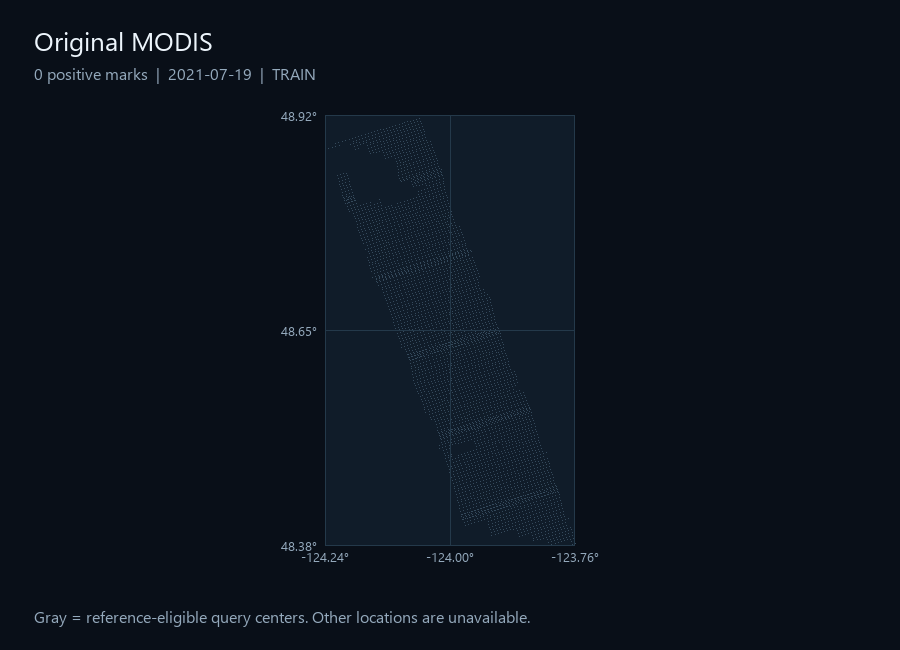 Original MODIS
0 positive marks | 2021-07-19 | TRAIN
48.92°
48.65°
48.38°
-124.24° -124.00° -123.76°
Gray = reference-eligible query centers. Other locations are unavailable.